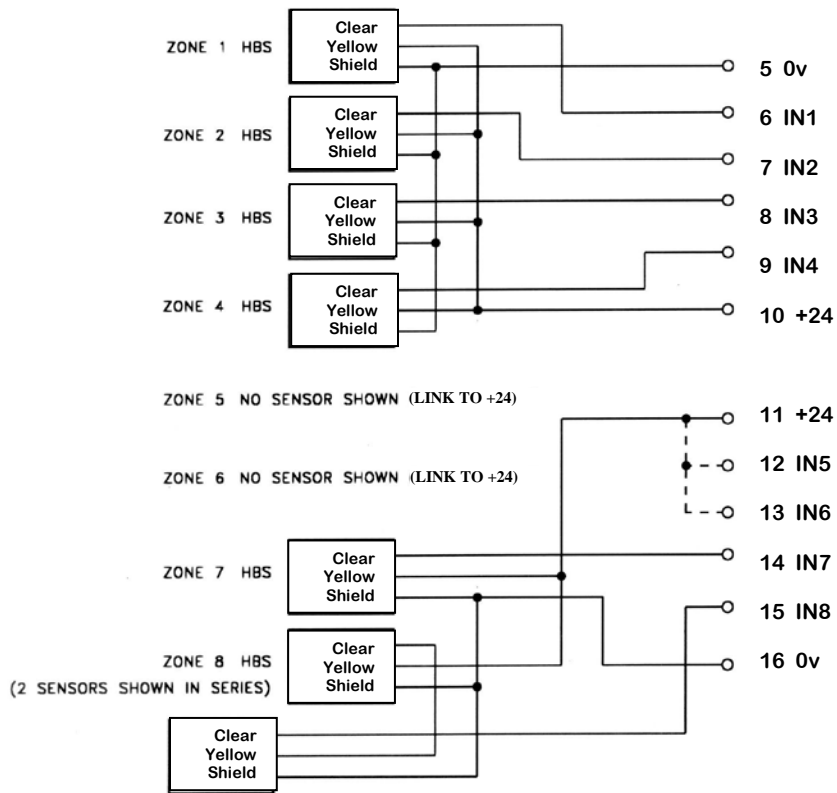 ZONE 1 HBS
Clear
Yellow
Shield
5 0v
6 IN1
ZONE 2 HBS
Clear
Yellow
Shield
7 IN2
ZONE 3 HBS
Clear
Yellow
Shield
8 IN3
9 IN4
ZONE 4 HBS
Clear
Yellow
Shield
10 +24
ZONE 5 NO SENSOR SHOWN (LINK TO +24)
11 +24
12 IN5
ZONE 6 NO SENSOR SHOWN (LINK TO +24)
13 IN6
ZONE 7 HBS
Clear
Yellow
Shield
14 IN7
15 IN8
ZONE 8 HBS
(2 SENSORS SHOWN IN SERIES)
Clear
Yellow
Shield
16 0v
Clear
Yellow
Shield